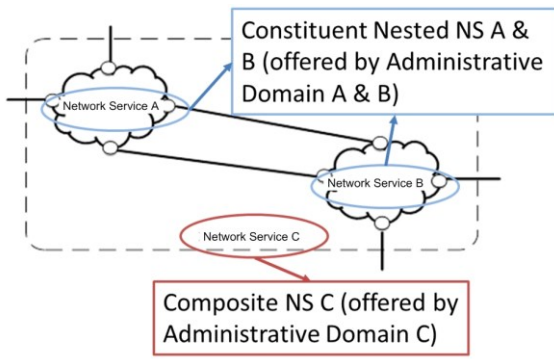 Constituent Nested NS A &
B (offered by Administrative
Domain A & B)
Network Service A
Network Service B
Network Service C
Composite NS C (offered by
Administrative Domain C)